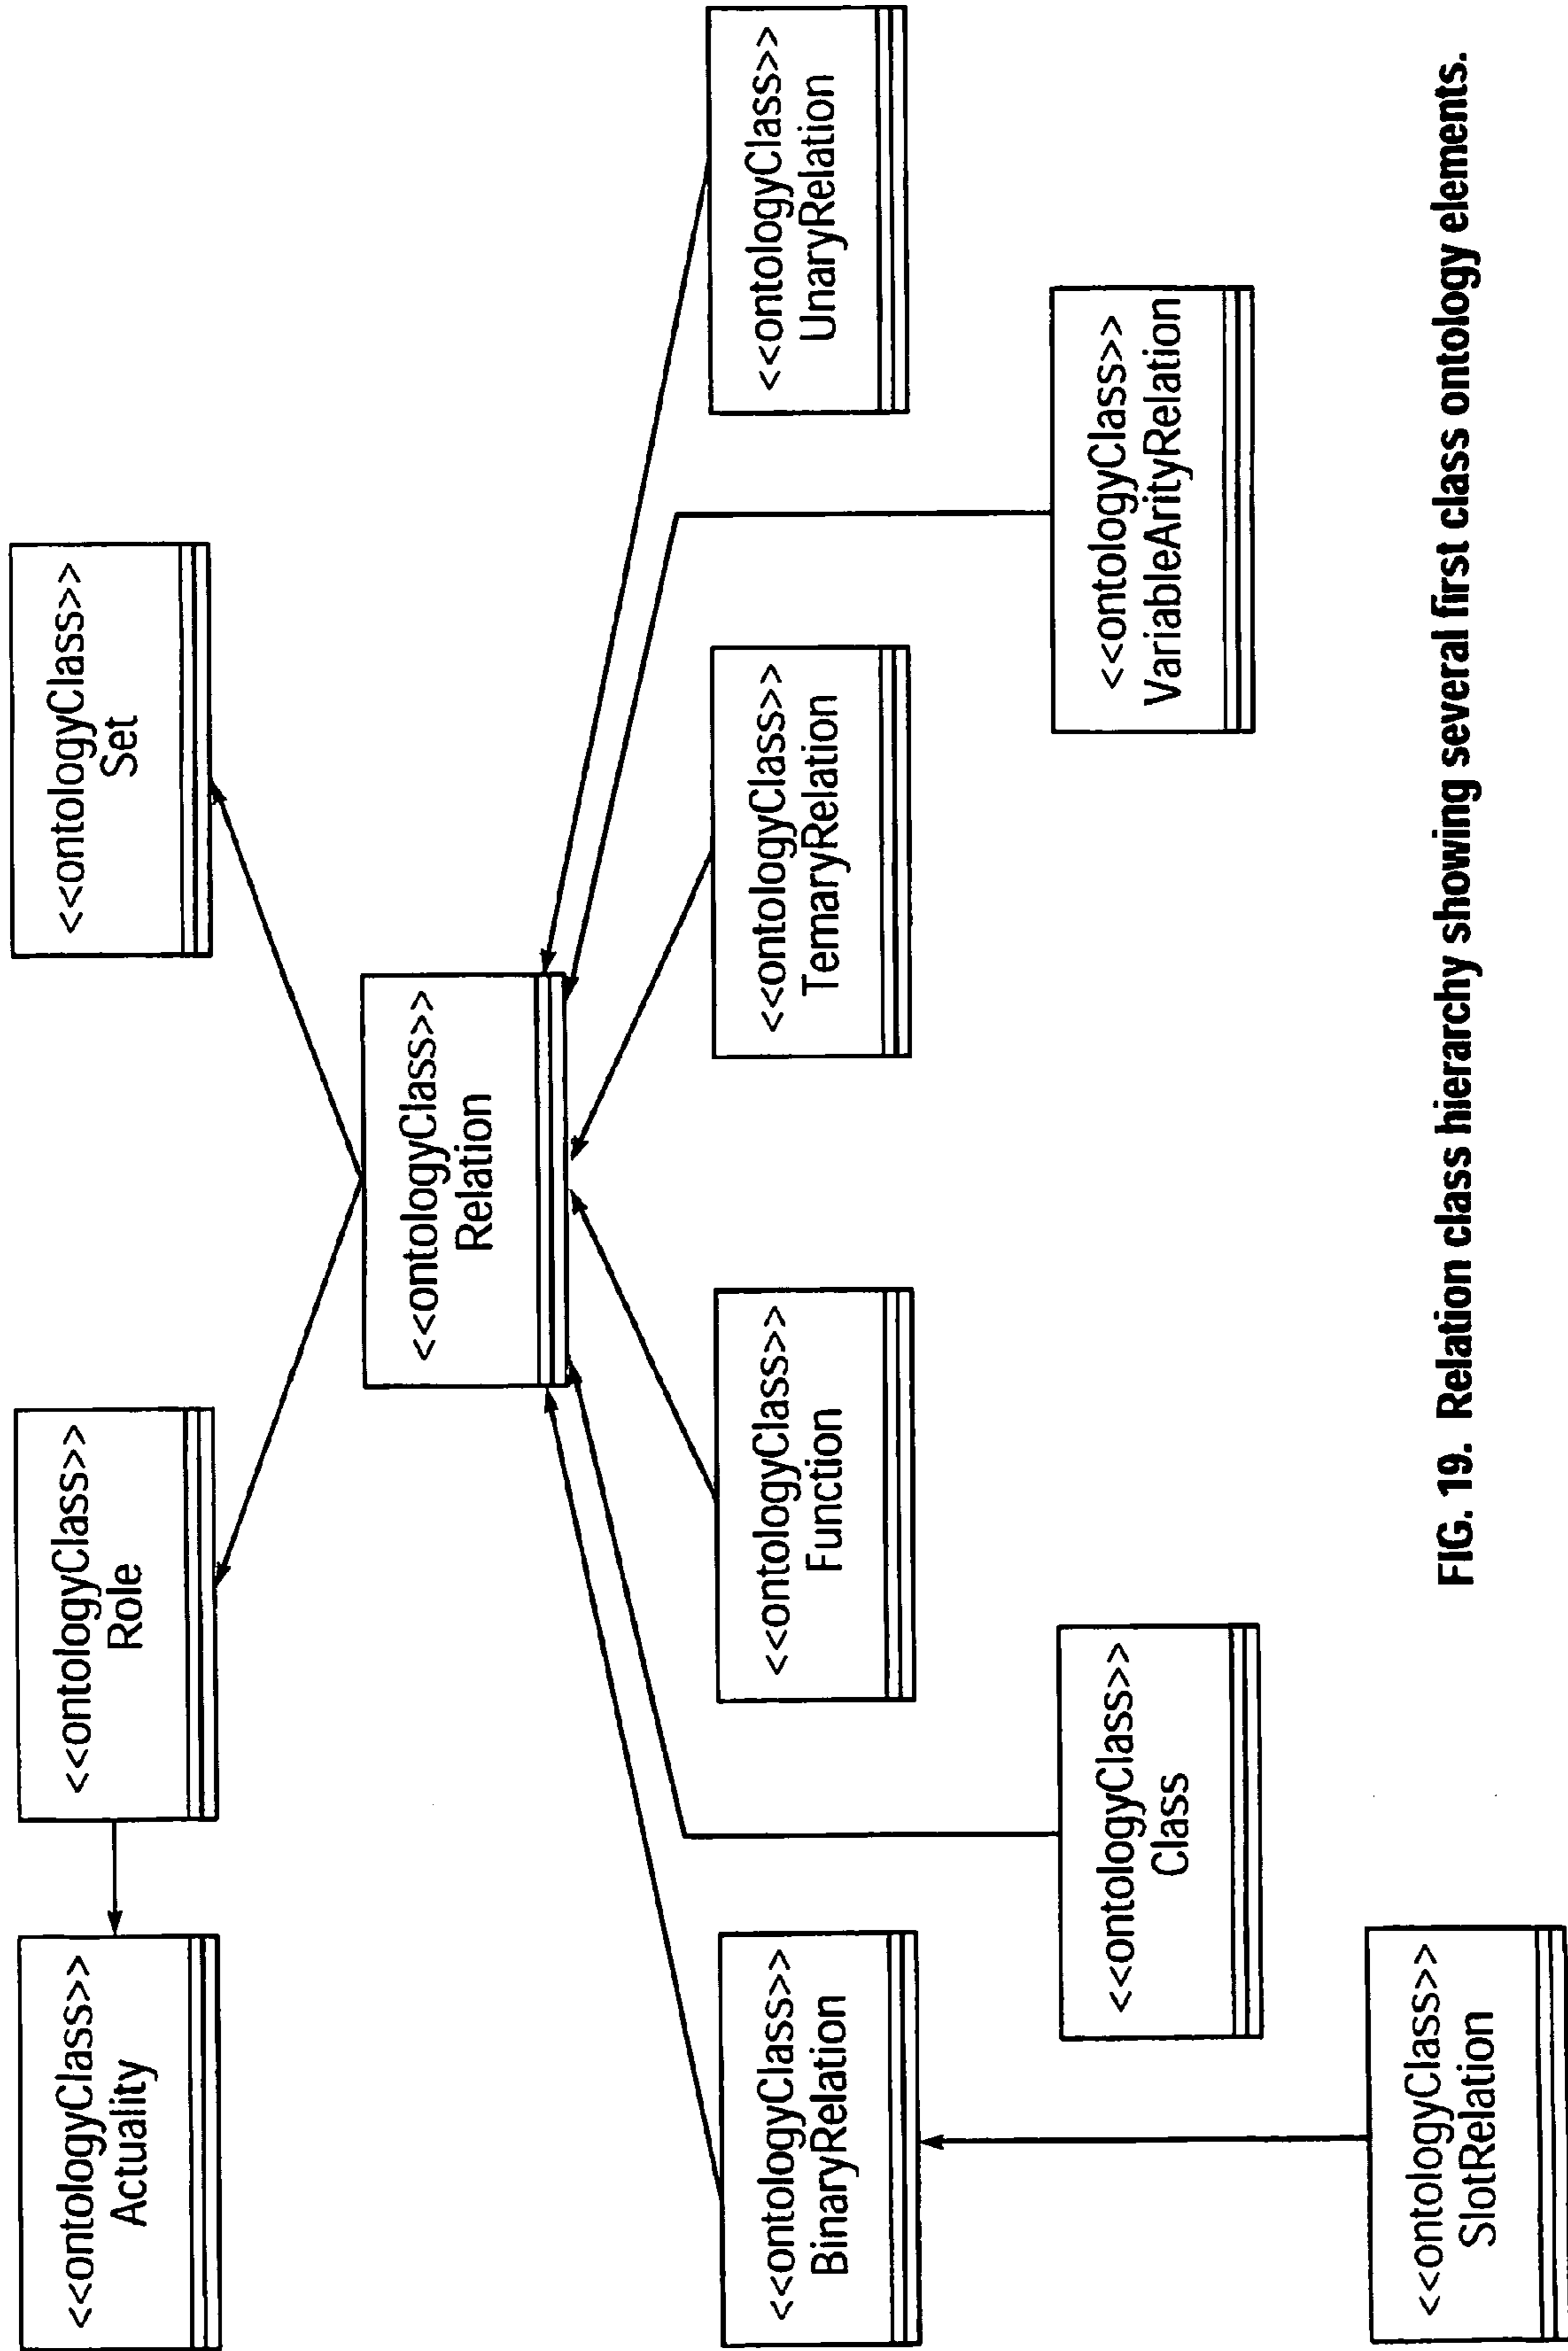 <<ontologyClass>>
Actuality
<<ontologyClass>>
Role
<<ontologyClass>>
Set
<<ontologyClass>>
Relation
<<ontologyClass>>
BinaryRelation
<<ontologyClass>>
Function
<<ontologyClass>>
TemaryRelation
<<ontologyClass>>
UnaryRelation
<<ontologyClass>>
Class
<<ontologyClass>>
VariableArityRelation
<<ontologyClass>>
SlotRelation
FIG. 19. Relation class hierarchy showing several first class ontology elements.